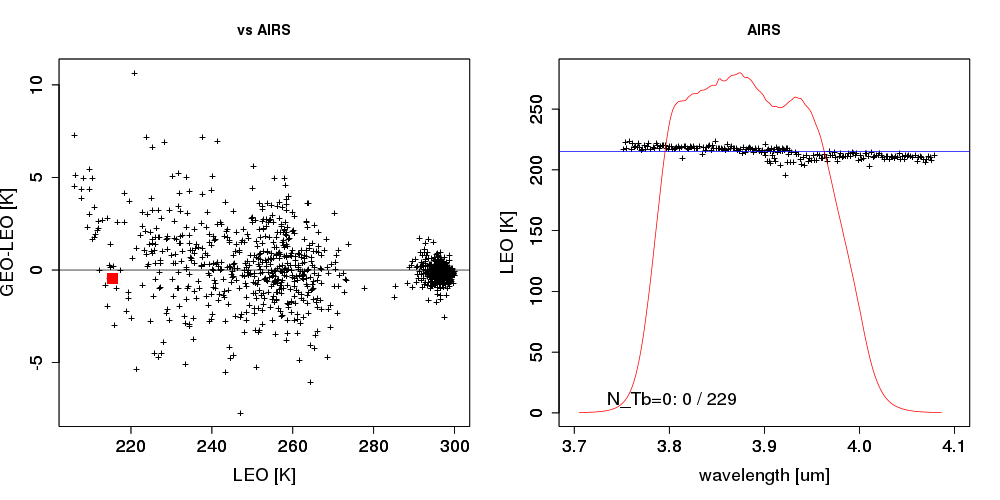 vs AIRS
GEO-LEO [K]
10
5
0
-5
220 240 260 280 300
LEO [K]
AIRS
LEO [K]
250
200
150
100
50
0
N_Tb=0: 0 / 229
3.7 3.8 3.9 4.0 4.1
wavelength [um]